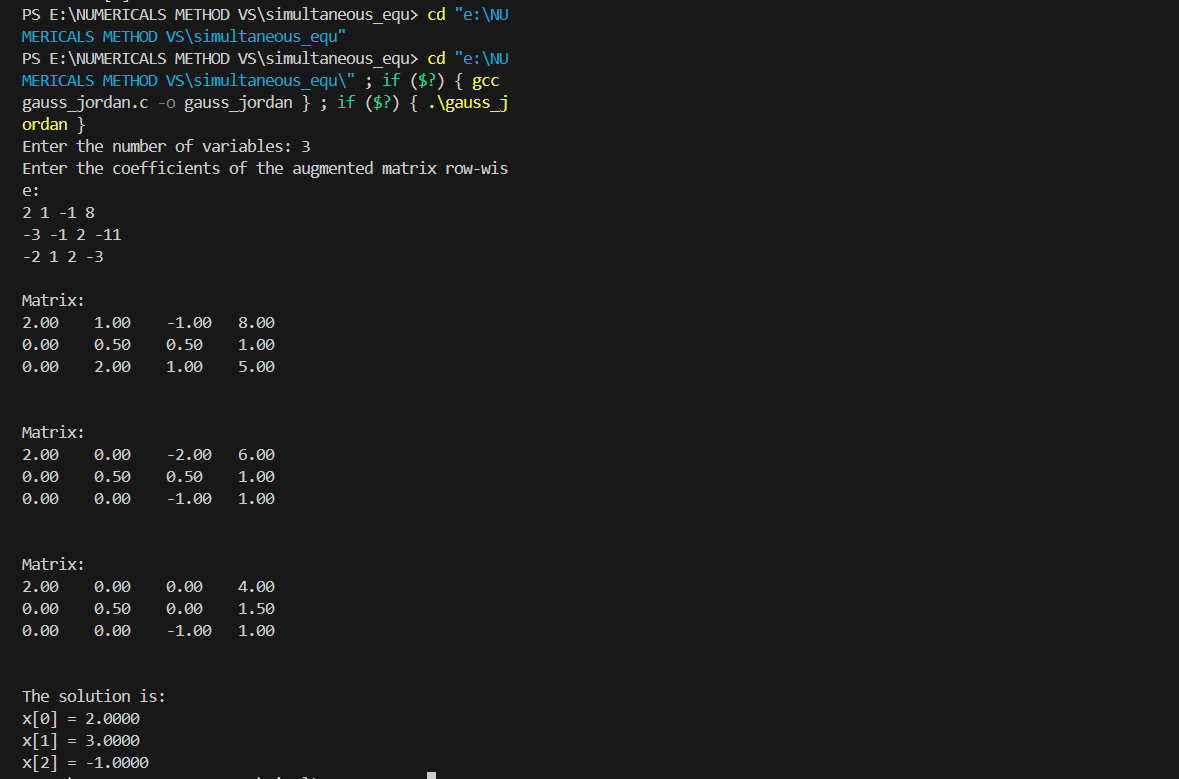 PS E:\NUMERICALS METHOD VS\simultaneous_equ> cd "e:\NU
MERICALS METHOD VS\simultaneous_equ"
PS E:\NUMERICALS METHOD VS\simultaneous_equ> cd "e:\NU
MERICALS METHOD VS\simultaneous_equ\" ; if ($?) { gcc
gauss_jordan.c -o gauss_jordan } ; if ($?) { .\gauss_j
ordan }
Enter the number of variables: 3
Enter the coefficients of the augmented matrix row-wis
e:
2 1 -1 8
-3 -1 2 -11
-2 1 2 -3
Matrix:
2.00 1.00 -1.00 8.00
0.00 0.50 0.50 1.00
0.00 2.00 1.00 5.00
Matrix:
2.00 0.00 -2.00 6.00
0.00 0.50 0.50 1.00
0.00 0.00 -1.00 1.00
Matrix:
2.00 0.00 0.00 4.00
0.00 0.50 0.00 1.50
0.00 0.00 -1.00 1.00
The solution is:
x[0] = 2.0000
x[1] = 3.0000
x[2] = -1.0000